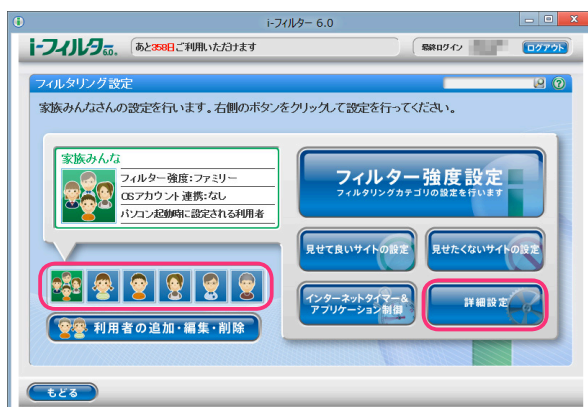 i-フィルター 6.0
i-フィルター6.0
あと358日ご利用いただけます
最終ログイン
ログアウト
フィルタリング設定
家族みんなさんの設定を行います。右側のボタンをクリックして設定を行ってください。
家族みんな
フィルター強度：ファミリー
OSアカウント連携：なし
パソコン起動時に設定される利用者
フィルター強度設定
フィルタリングカテゴリの設定を行います
見せて良いサイトの設定
見せたくないサイトの設定
インターネットタイマー&
アプリケーション制御
詳細設定
利用者の追加・編集・削除
もどる